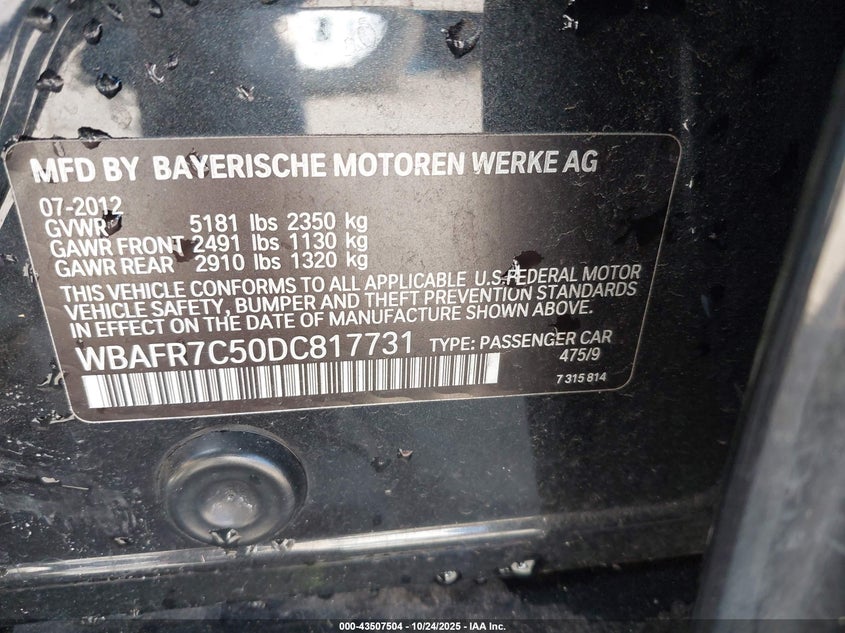 MFD BY BAYERISCHE MOTOREN WERKE AG
07-2012
GVWR 5181 lbs 2350 kg
GAWR FRONT 2491 lbs 1130 kg
GAWR REAR 2910 lbs 1320 kg
THIS VEHICLE CONFORMS TO ALL APPLICABLE U.S.FEDERAL MOTOR
VEHICLE SAFETY, BUMPER AND THEFT PREVENTION STANDARDS
IN EFFECT ON THE DATE OF MANUFACTURE SHOWN ABOVE.
WBAFR7C50DC817731 TYPE: PASSENGER CAR
475/9
7 315 814
000-43507504 - 10/24/2025 - IAA Inc.